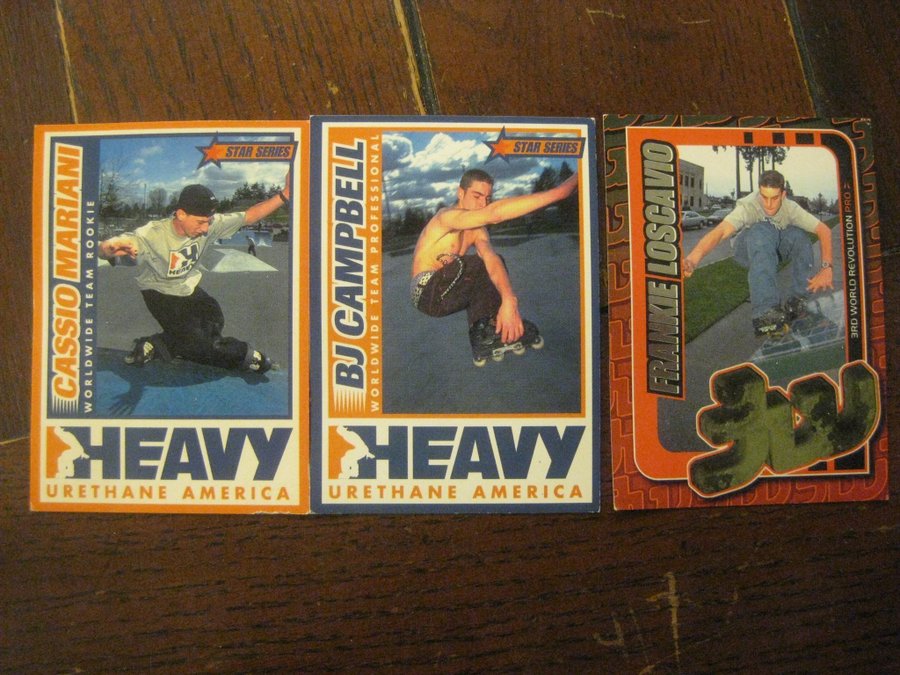 STAR SERIES
CASSIO MARIANI
WORLDWIDE TEAM ROOKIE
HEAVY
HEAVY
URETHANE AMERICA
STAR SERIES
BJ CAMPBELL
WORLDWIDE TEAM PROFESSIONAL
HEAVY
URETHANE AMERICA
FRANKIE LOSCAVIO
3RD WORLD REVOLUTION PRO